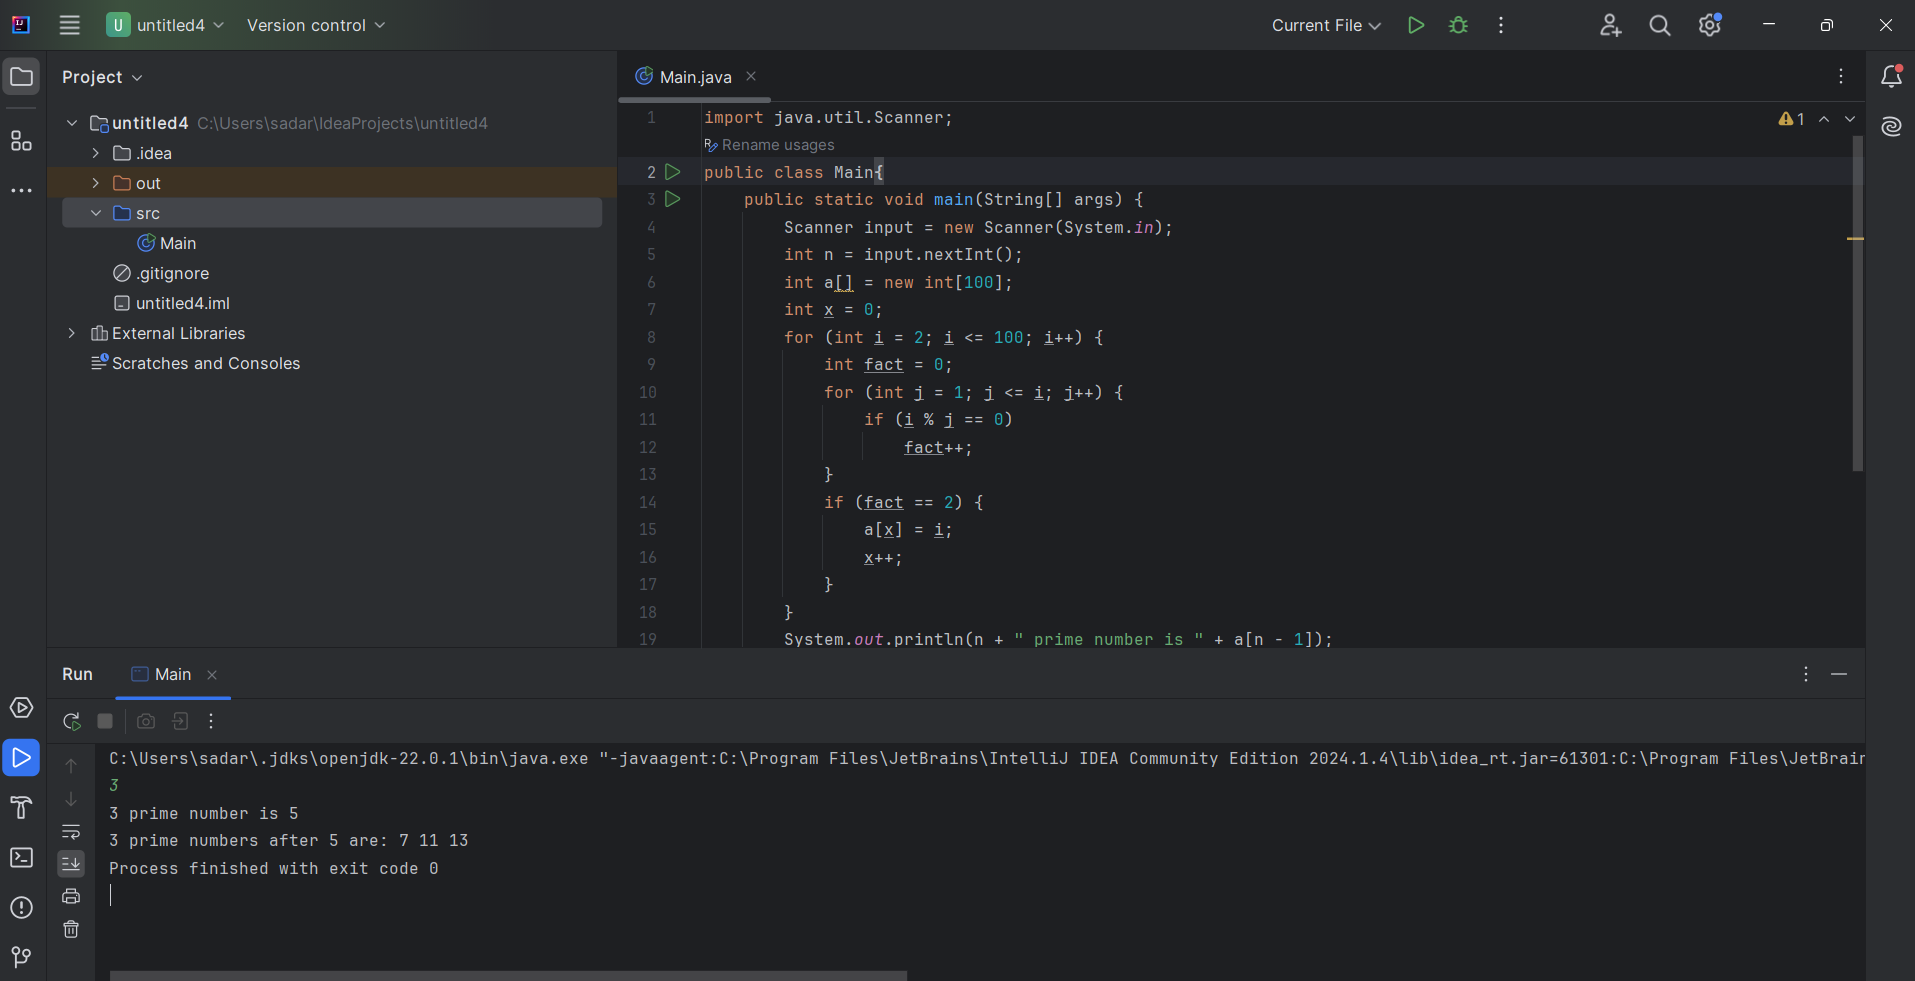 U untitled4 Version control Current File
Project
Main.java
untitled4 C:\Users\sadar\IdeaProjects\untitled4
.idea
out
src
Main
.gitignore
untitled4.iml
External Libraries
Scratches and Consoles
1 import java.util.Scanner; 1
Rename usages
2 public class Main{
3 public static void main(String[] args) {
4 Scanner input = new Scanner(System.in);
5 int n = input.nextInt();
6 int a[] = new int[100];
7 int x = 0;
8 for (int i = 2; i <= 100; i++) {
9 int fact = 0;
10 for (int j = 1; j <= i; j++) {
11 if (i % j == 0)
12 fact++;
13 }
14 if (fact == 2) {
15 a[x] = i;
16 x++;
17 }
18 }
19 System.out.println(n + " prime number is " + a[n - 1]);
Run Main
C:\Users\sadar\.jdks\openjdk-22.0.1\bin\java.exe "-javaagent:C:\Program Files\JetBrains\IntelliJ IDEA Community Edition 2024.1.4\lib\idea_rt.jar=61301:C:\Program Files\JetBrain
3
3 prime number is 5
3 prime numbers after 5 are: 7 11 13
Process finished with exit code 0